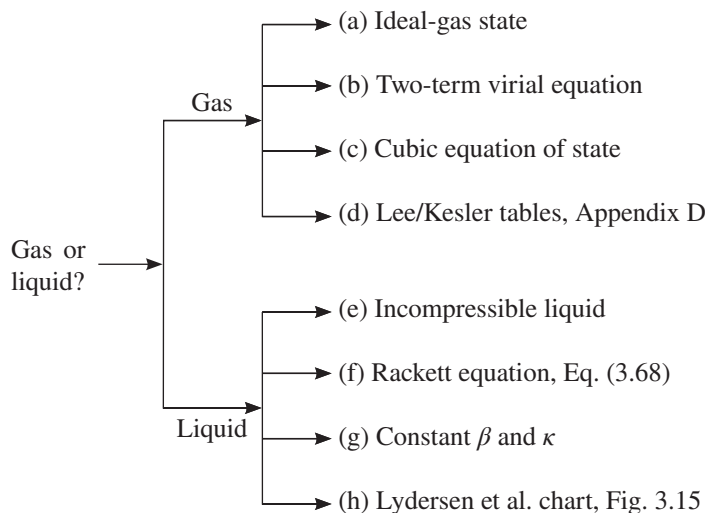 (a) Ideal-gas state
(b) Two-term virial equation
Gas
(c) Cubic equation of state
(d) Lee/Kesler tables, Appendix D
Gas or
liquid?
(e) Incompressible liquid
(f) Rackett equation, Eq. (3.68)
Liquid
(g) Constant β and κ
(h) Lydersen et al. chart, Fig. 3.15